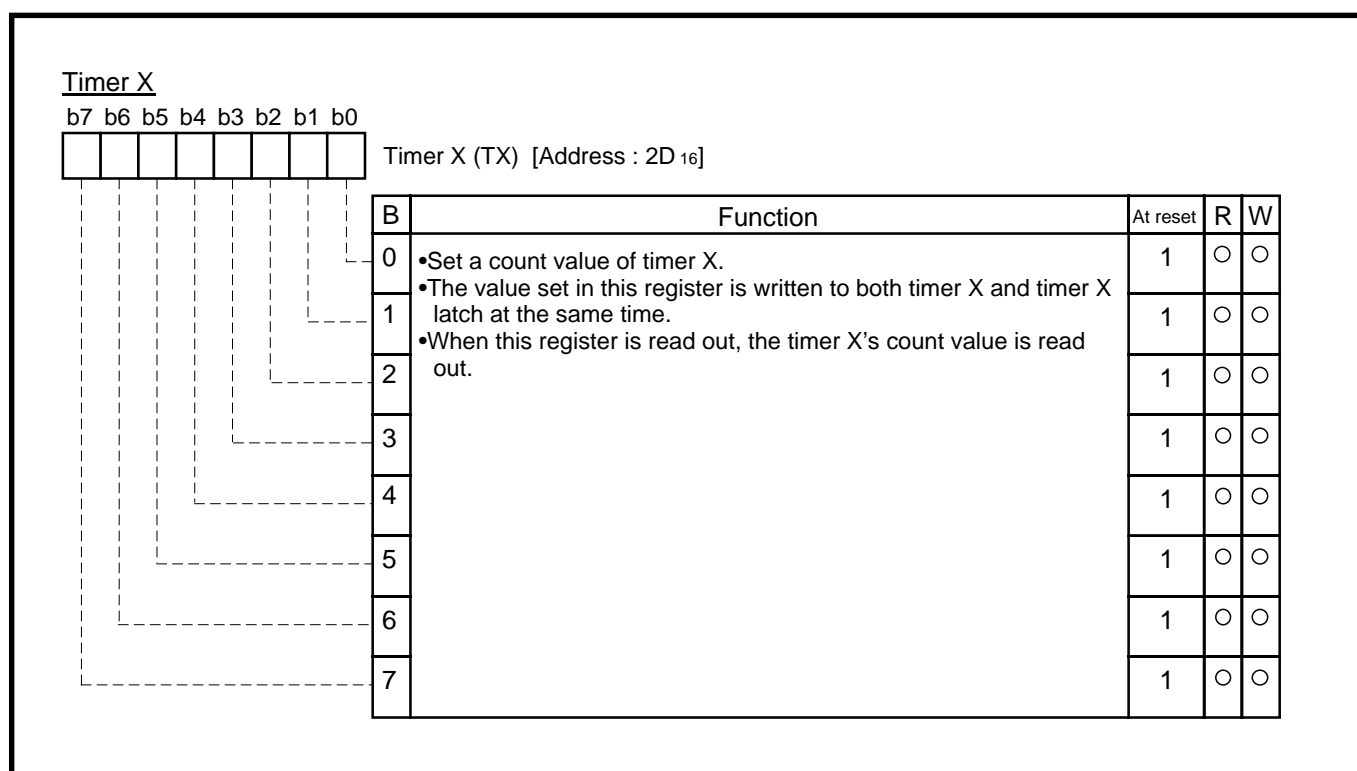 Timer X
b7 b6 b5 b4 b3 b2 b1 b0
Timer X (TX) [Address : 2D 16]
B Function At reset R W
0 •Set a count value of timer X. 1 ○ ○
•The value set in this register is written to both timer X and timer X
1 latch at the same time. 1 ○ ○
•When this register is read out, the timer X’s count value is read
2 out. 1 ○ ○
3 1 ○ ○
4 1 ○ ○
5 1 ○ ○
6 1 ○ ○
7 1 ○ ○